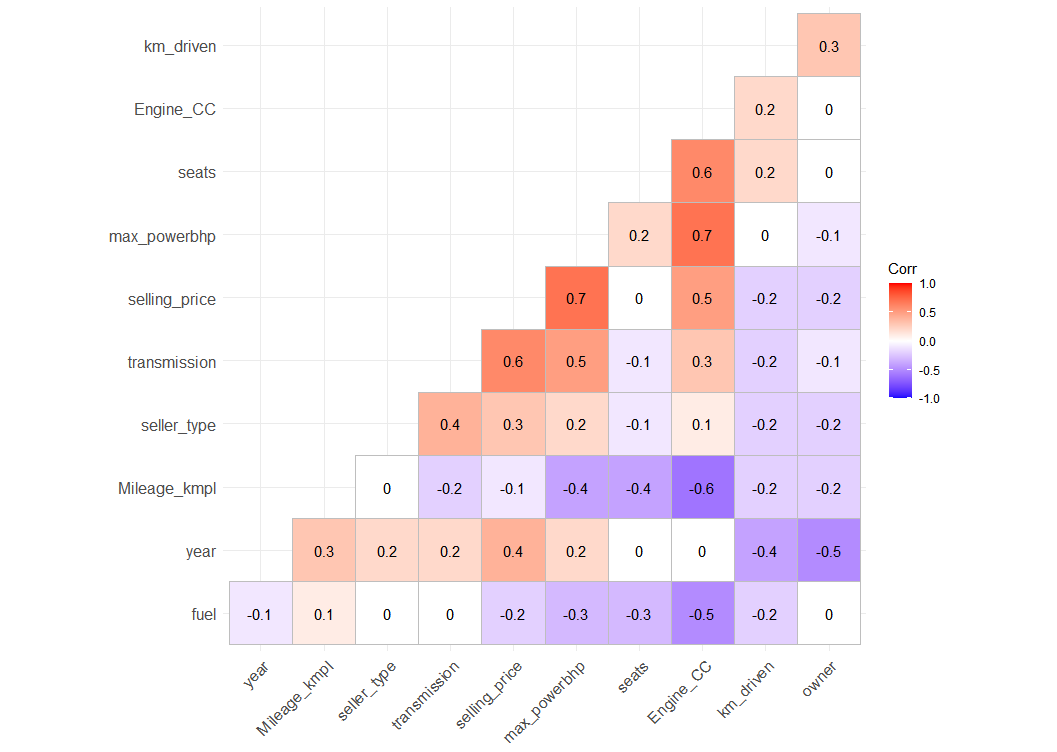 km_driven 0.3
Engine_CC 0.2 0
seats 0.6 0.2 0
max_powerbhp 0.2 0.7 0 -0.1
selling_price 0.7 0 0.5 -0.2 -0.2
transmission 0.6 0.5 -0.1 0.3 -0.2 -0.1
seller_type 0.4 0.3 0.2 -0.1 0.1 -0.2 -0.2
Mileage_kmpl 0 -0.2 -0.1 -0.4 -0.4 -0.6 -0.2 -0.2
year 0.3 0.2 0.2 0.4 0.2 0 0 -0.4 -0.5
fuel -0.1 0.1 0 0 -0.2 -0.3 -0.3 -0.5 -0.2 0
year
Mileage_kmpl
seller_type
transmission
selling_price
max_powerbhp
seats
Engine_CC
km_driven
owner
Corr
1.0
0.5
0.0
-0.5
-1.0